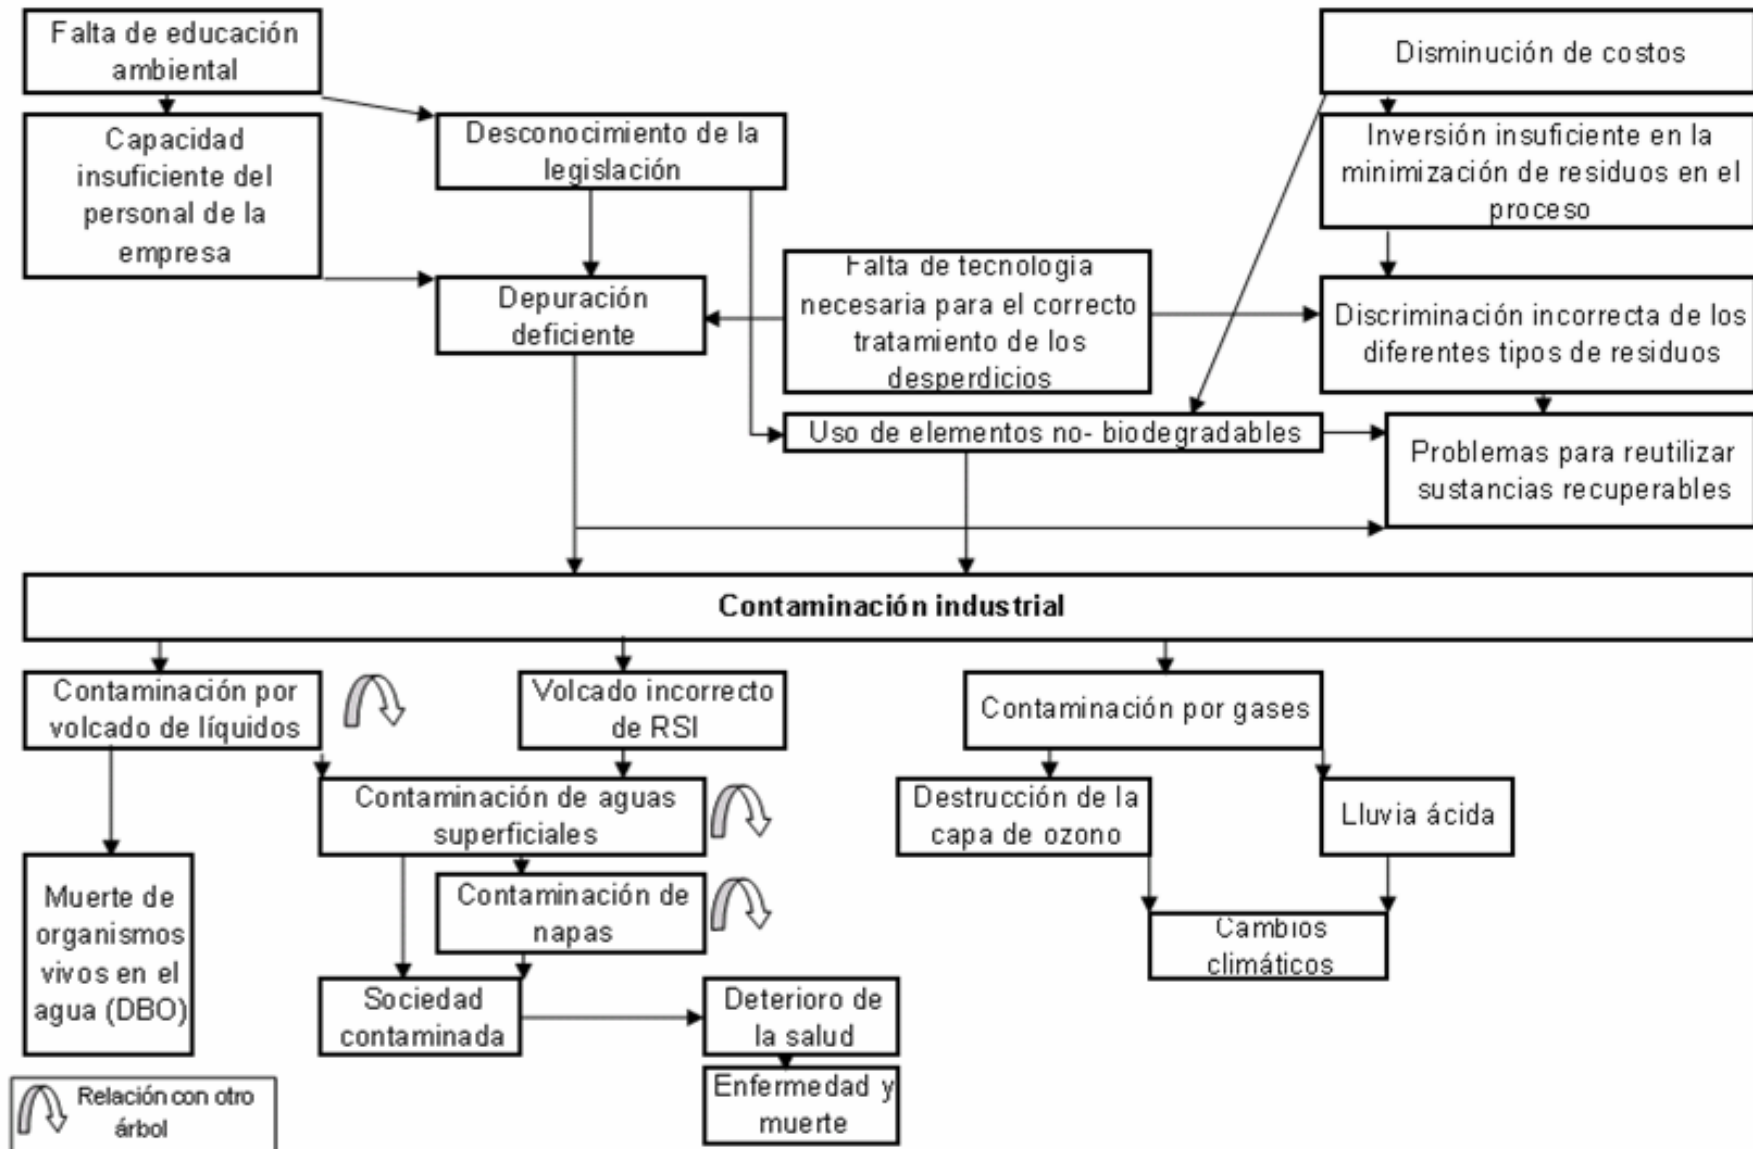 Falta de educación
ambiental
Disminución de costos
Capacidad
insuficiente del
personal de la
empresa
Desconocimiento de la
legislación
Inversión insuficiente en la
minimización de residuos en el
proceso
Depuración
deficiente
Falta de tecnología
necesaria para el correcto
tratamiento de los
desperdicios
Discriminación incorrecta de los
diferentes tipos de residuos
Uso de elementos no- biodegradables
Problemas para reutilizar
sustancias recuperables
Contaminación industrial
Contaminación por
volcado de líquidos
Volcado incorrecto
de RSI
Contaminación por gases
Contaminación de aguas
superficiales
Destrucción de la
capa de ozono
Lluvia ácida
Muerte de
organismos
vivos en el
agua (DBO)
Contaminación de
napas
Cambios
climáticos
Sociedad
contaminada
Deterioro de
la salud
Enfermedad y
muerte
Relación con otro
árbol